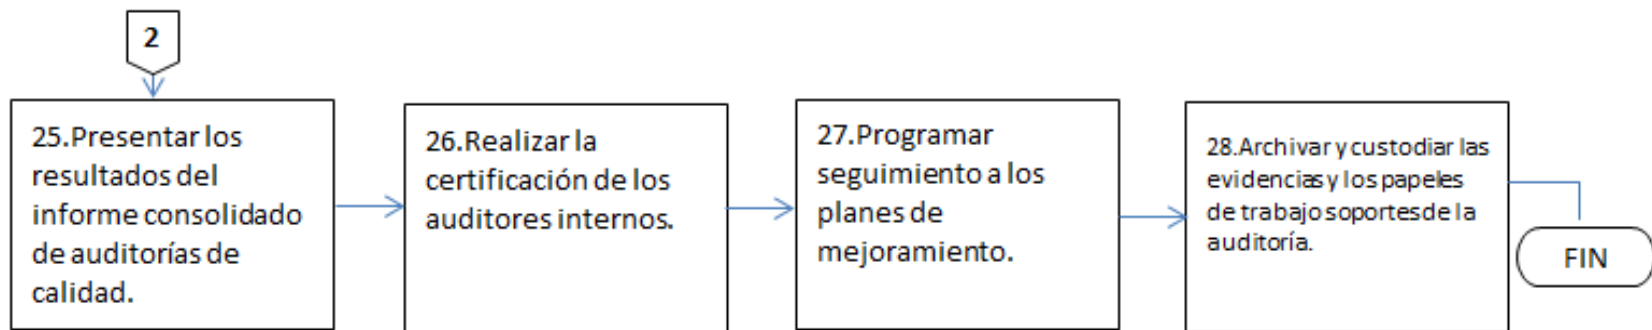 2
25.Presentar los
resultados del
informe consolidado
de auditorías de
calidad.
26.Realizar la
certificación de los
auditores internos.
27.Programar
seguimiento a los
planes de
mejoramiento.
28.Archivar y custodiar las
evidencias y los papeles
de trabajo soportes de la
auditoría.
FIN